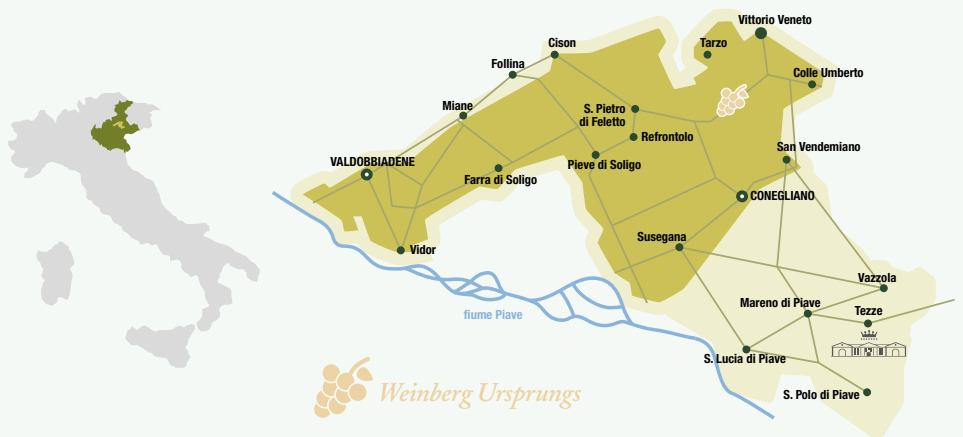 Vittorio Veneto
Cison
Tarzo
Follina
Colle Umberto
Miane
S. Pietro
di Feletto
Refrontolo
San Vendemiano
VALDOBBIADENE
Pieve di Soligo
Farra di Soligo
CONEGLIANO
Susegana
Vidor
Vazzola
Mareno di Piave
Tezze
fiume Piave
S. Lucia di Piave
Weinberg Ursprungs
S. Polo di Piave